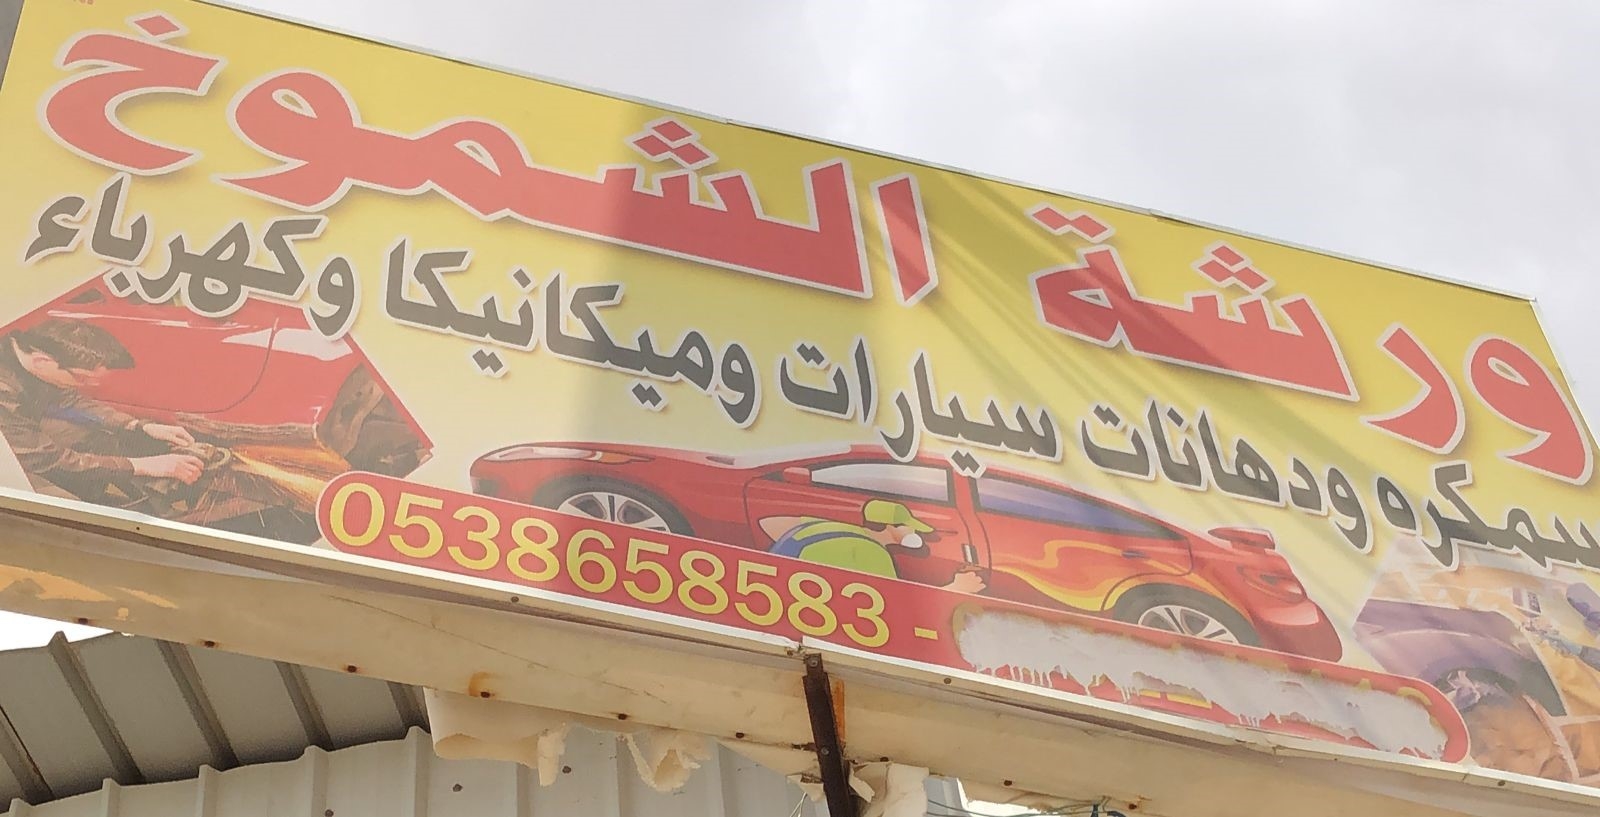 ورشة الشموخ
سمكره ودهانات سيارات وميكانيكا وكهرباء
0538658583 -